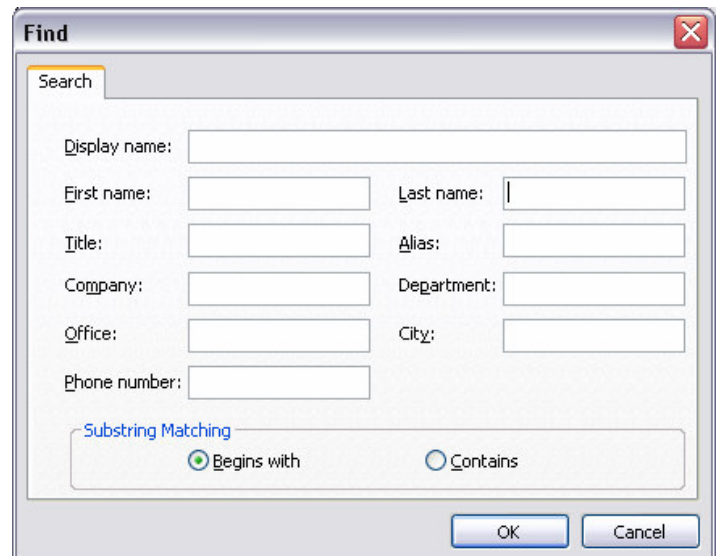 Find
Search
Display name:
First name: Last name:
Title: Alias:
Company: Department:
Office: City:
Phone number:
Substring Matching
Begins with Contains
OK Cancel